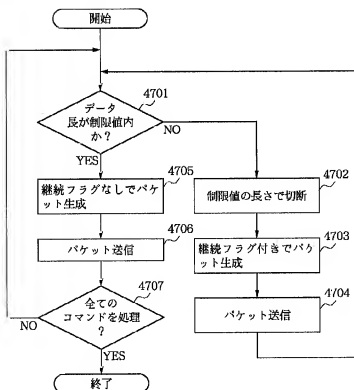 開始
データ
長が制限値内
か？
4701
NO
YES
4705
継続フラグなしでパケ
ット生成
4706
パケット送信
4707
全ての
コマンドを処理
？
NO
YES
終了
4702
制限値の長さで切断
4703
継続フラグ付きでパケ
ット生成
4704
パケット送信